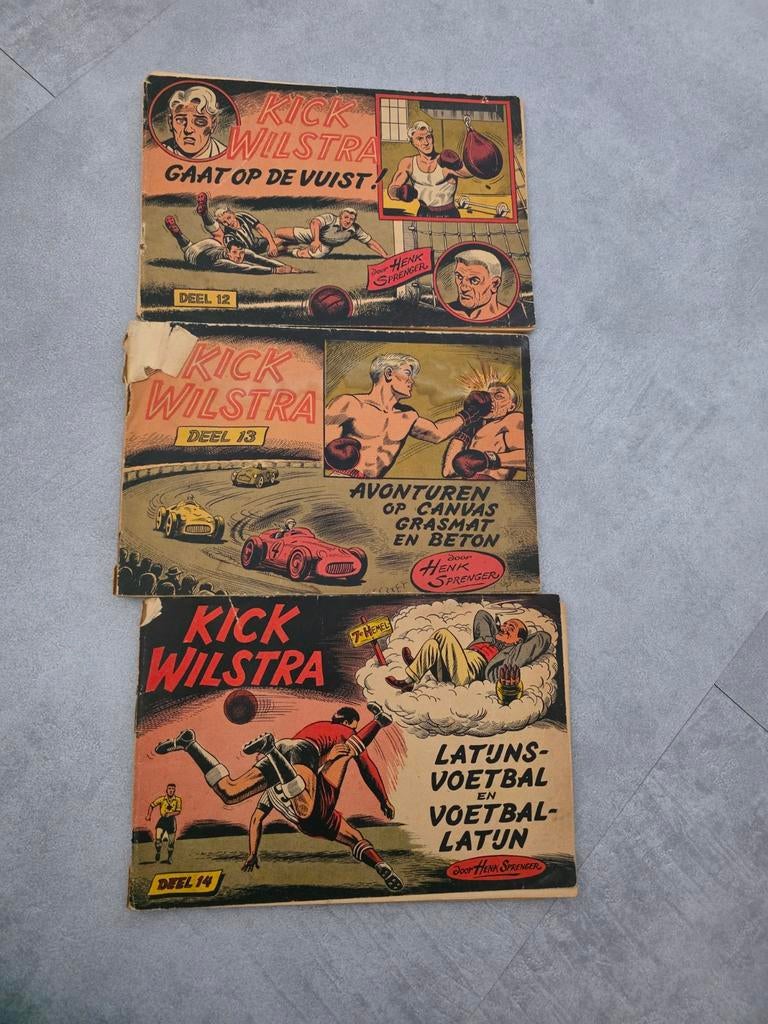 KICK
WILSTRA
GAAT OP DE VUIST!
door HENK
SPRENGER
DEEL 12
KICK
WILSTRA
DEEL 13
AVONTUREN
OP CANVAS
GRASMAT
EN BETON
4
door
HENK
SPRENGER
KICK
WILSTRA
7e HEMEL
LATIJNS-
VOETBAL
EN
VOETBAL-
LATIJN
door HENK SPRENGER
DEEL 14